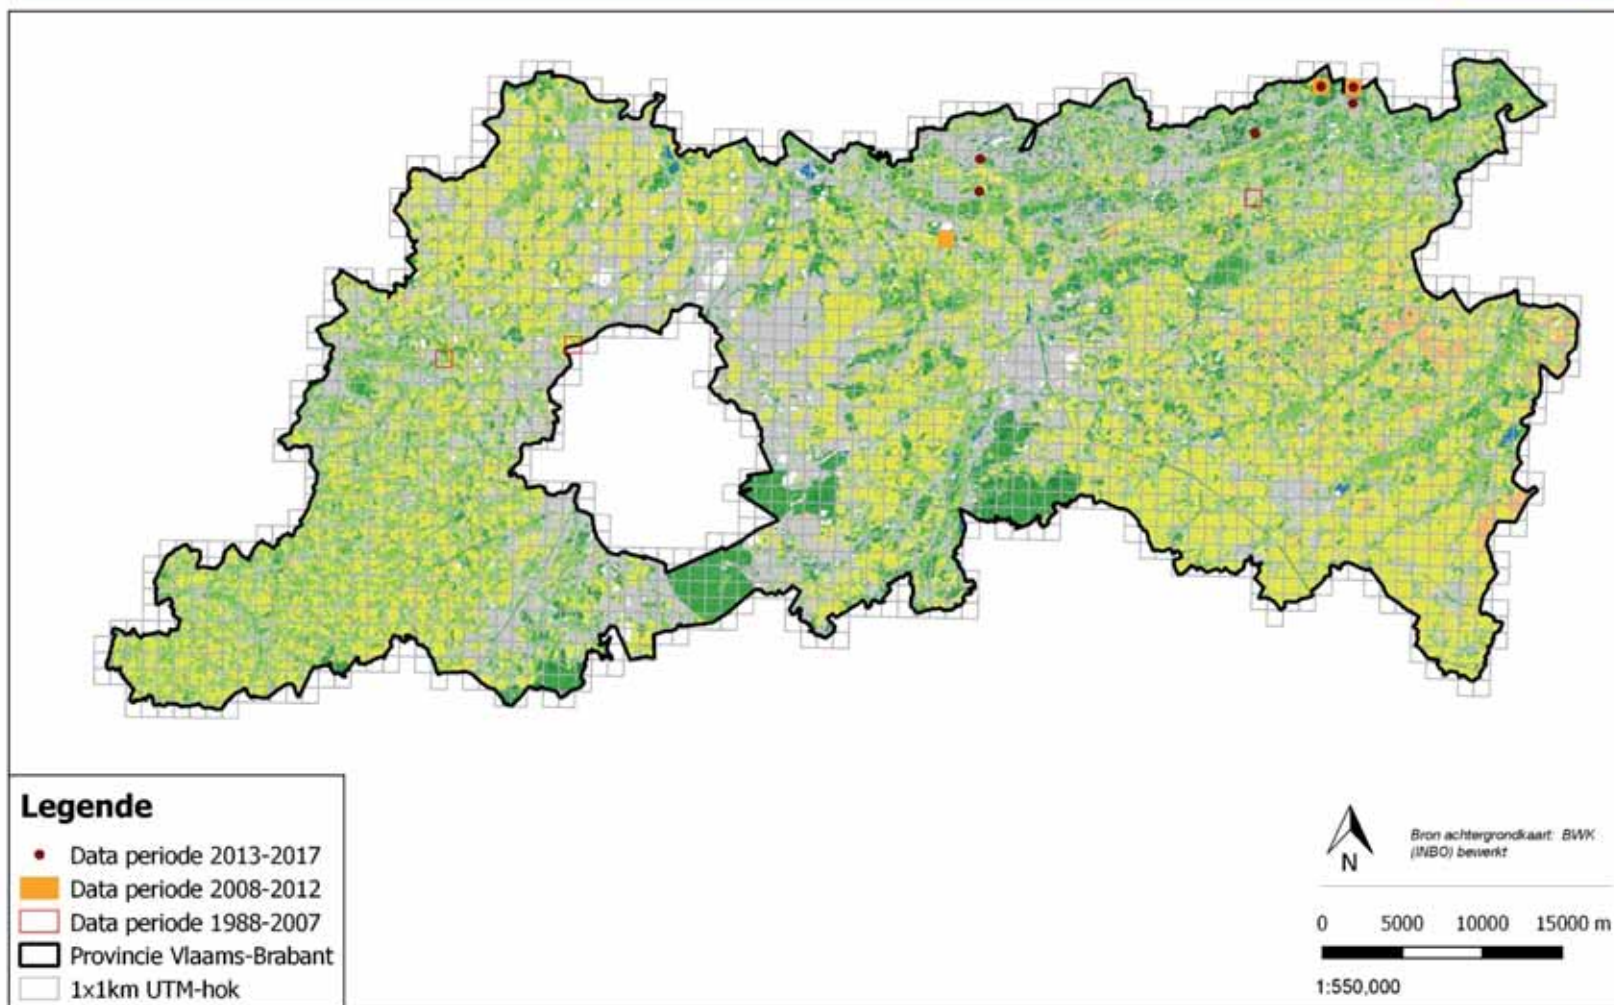 Legende
Data periode 2013-2017
Data periode 2008-2012
Data periode 1988-2007
Provincie Vlaams-Brabant
1x1km UTM-hok
N
Bron achtergrondkaart: BWK
(INBO) bewerkt
0 5000 10000 15000 m
1:550,000